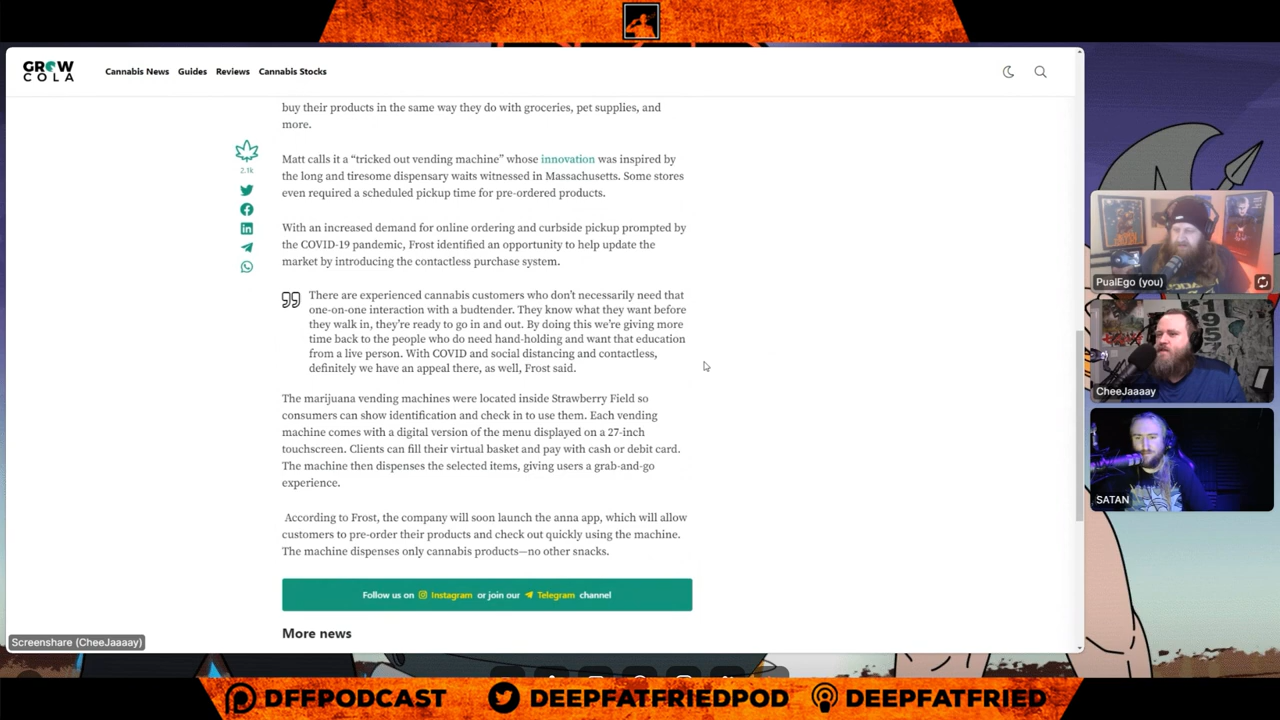 GROW
COLA
Cannabis News Guides Reviews Cannabis Stocks
buy their products in the same way they do with groceries, pet supplies, and
more.
2.1k
Matt calls it a “tricked out vending machine” whose innovation was inspired by
the long and tiresome dispensary waits witnessed in Massachusetts. Some stores
even required a scheduled pickup time for pre-ordered products.
With an increased demand for online ordering and curbside pickup prompted by
the COVID-19 pandemic, Frost identified an opportunity to help update the
market by introducing the contactless purchase system.
There are experienced cannabis customers who don’t necessarily need that
one-on-one interaction with a budtender. They know what they want before
they walk in, they’re ready to go in and out. By doing this we’re giving more
time back to the people who do need hand-holding and want that education
from a live person. With COVID and social distancing and contactless,
definitely we have an appeal there, as well, Frost said.
The marijuana vending machines were located inside Strawberry Field so
consumers can show identification and check in to use them. Each vending
machine comes with a digital version of the menu displayed on a 27-inch
touchscreen. Clients can fill their virtual basket and pay with cash or debit card.
The machine then dispenses the selected items, giving users a grab-and-go
experience.
According to Frost, the company will soon launch the anna app, which will allow
customers to pre-order their products and check out quickly using the machine.
The machine dispenses only cannabis products—no other snacks.
Follow us on Instagram or join our Telegram channel
More news
Screenshare (CheeJaaaay)
PualEgo (you)
CheeJaaaay
SATAN
DFFPODCAST DEEPFATFRIEDPOD DEEPFATFRIED